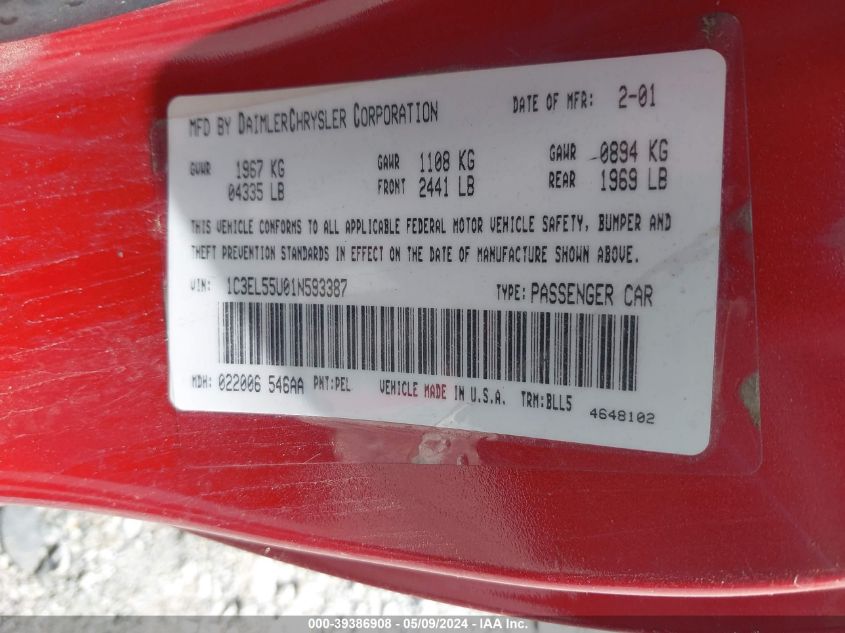 MFD BY DAIMLERCHRYSLER CORPORATION DATE OF MFR: 2-01
GVWR 1967 KG GAWR 1108 KG GAWR 0894 KG
04335 LB FRONT 2441 LB REAR 1969 LB
THIS VEHICLE CONFORMS TO ALL APPLICABLE FEDERAL MOTOR VEHICLE SAFETY, BUMPER AND
THEFT PREVENTION STANDARDS IN EFFECT ON THE DATE OF MANUFACTURE SHOWN ABOVE.
VIN: 1C3EL55U01N593387 TYPE: PASSENGER CAR
MDH: 022006 546AA PNT:PEL VEHICLE MADE IN U.S.A. TRM:BLL5
4648102
000-39386908 - 05/09/2024 - IAA Inc.